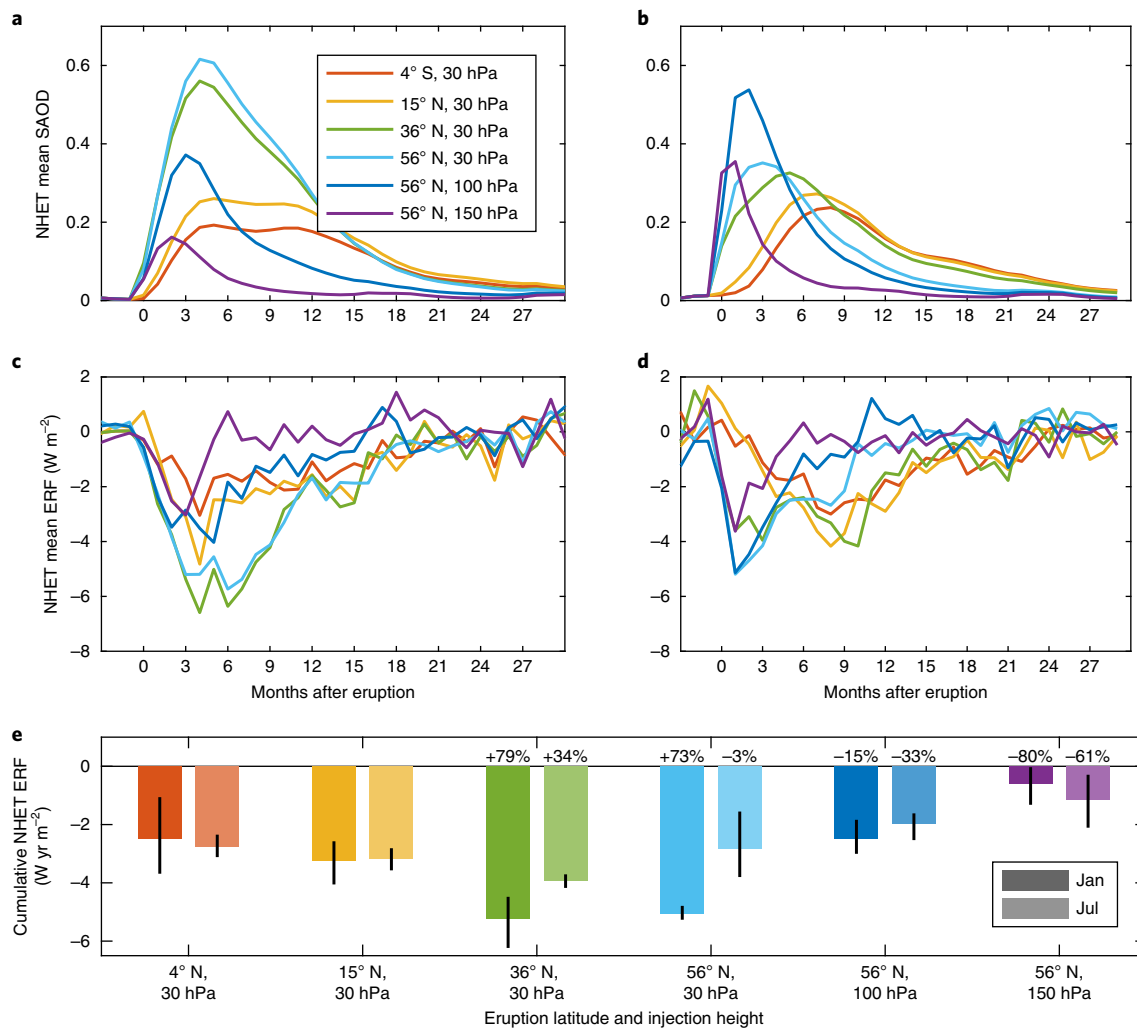 a
b
NHET mean SAOD
0.6
0.4
0.2
0
4° S, 30 hPa
15° N, 30 hPa
36° N, 30 hPa
56° N, 30 hPa
56° N, 100 hPa
56° N, 150 hPa
0 3 6 9 12 15 18 21 24 27
0.6
0.4
0.2
0
0 3 6 9 12 15 18 21 24 27
c
d
NHET mean ERF (W m–2)
2
0
–2
–4
–6
–8
0 3 6 9 12 15 18 21 24 27
Months after eruption
2
0
–2
–4
–6
–8
0 3 6 9 12 15 18 21 24 27
Months after eruption
e
Cumulative NHET ERF
(W yr m–2)
0
–2
–4
–6
+79% +34% +73% –3% –15% –33% –80% –61%
Jan
Jul
4° N, 15° N, 36° N, 56° N, 56° N, 56° N,
30 hPa 30 hPa 30 hPa 30 hPa 100 hPa 150 hPa
Eruption latitude and injection height